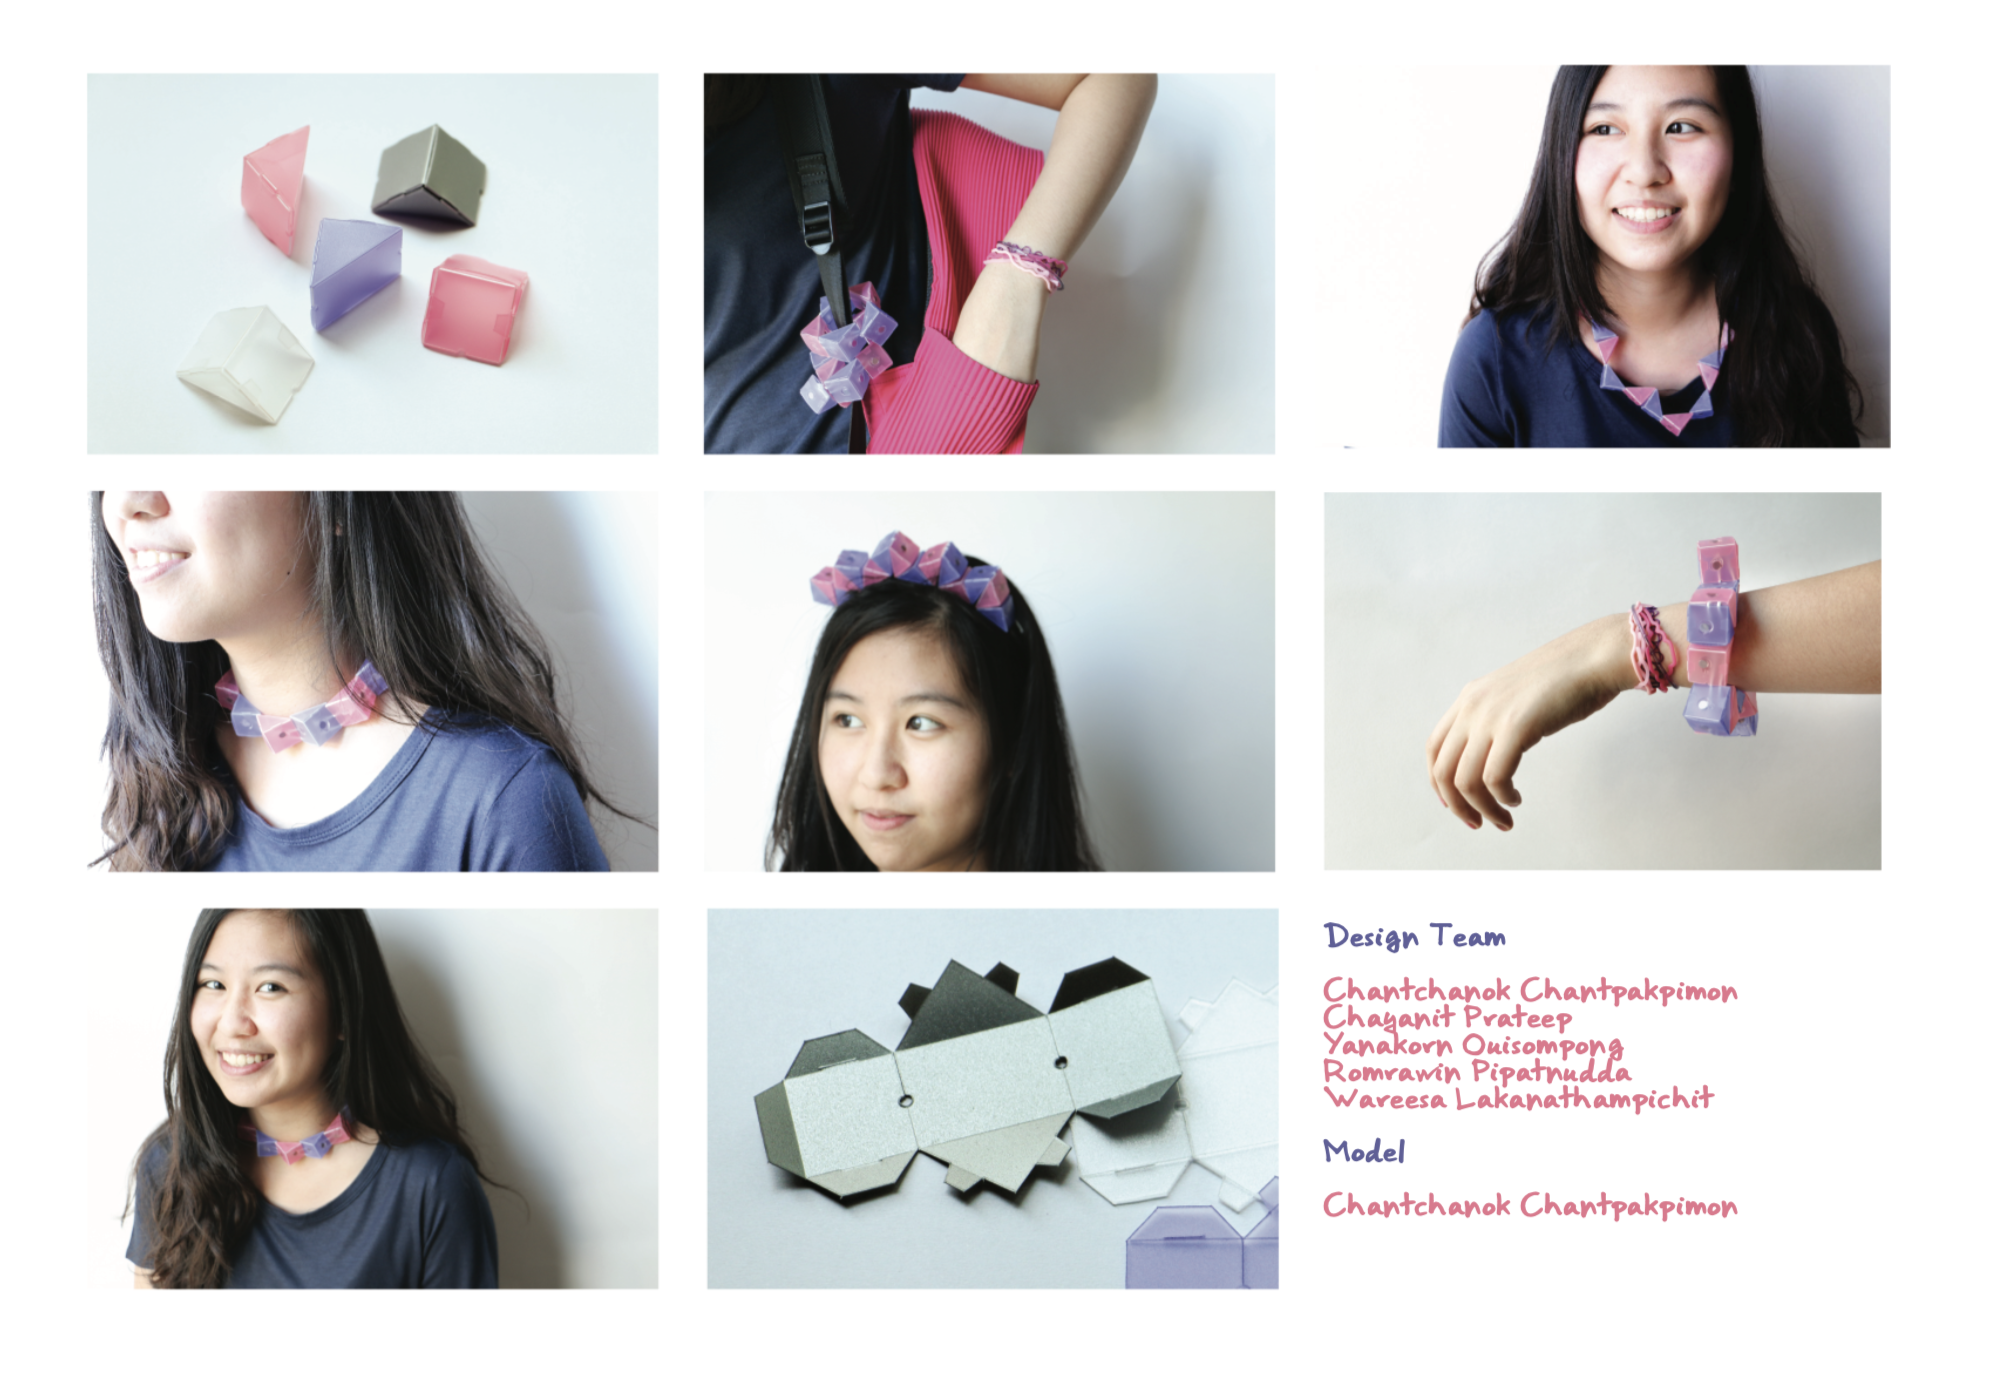 Design Team
Chantchanok Chantpakpimon
Chayanit Prateep
Yanakorn Ouisompong
Romrawin Pipatnudda
Wareesa Lakanathampichit
Model
Chantchanok Chantpakpimon